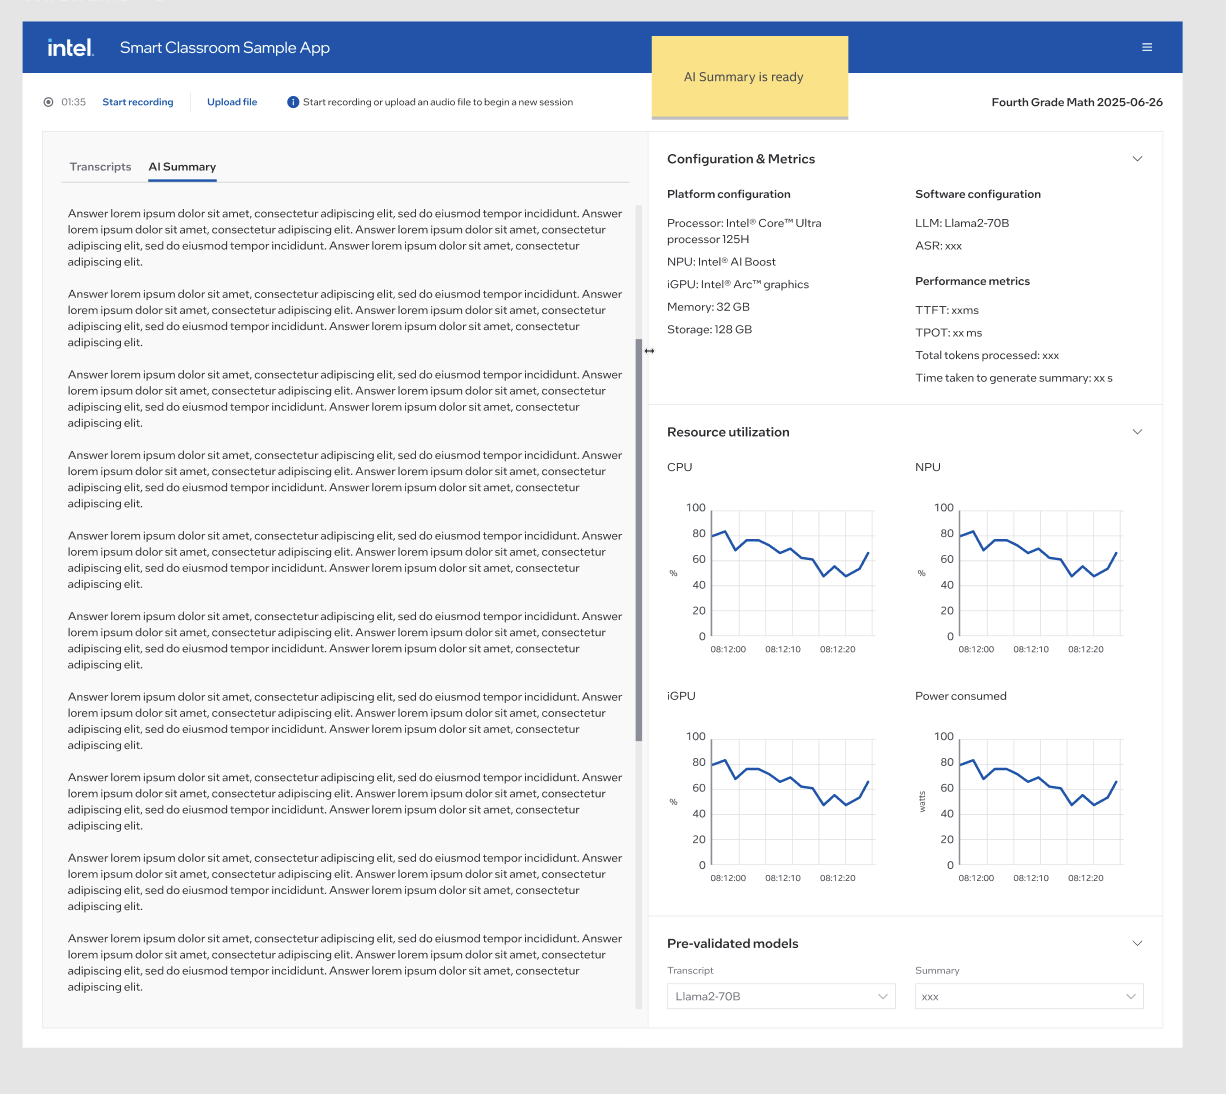 intel.
Smart Classroom Sample App
AI Summary is ready
01:35
Start recording
Upload file
Start recording or upload an audio file to begin a new session
Fourth Grade Math 2025-06-26
Transcripts
AI Summary
Answer lorem ipsum dolor sit amet, consectetur adipiscing elit, sed do eiusmod tempor incididunt. Answer
lorem ipsum dolor sit amet, consectetur adipiscing elit. Answer lorem ipsum dolor sit amet, consectetur
adipiscing elit, sed do eiusmod tempor incididunt. Answer lorem ipsum dolor sit amet, consectetur
adipiscing elit.
Answer lorem ipsum dolor sit amet, consectetur adipiscing elit, sed do eiusmod tempor incididunt. Answer
lorem ipsum dolor sit amet, consectetur adipiscing elit. Answer lorem ipsum dolor sit amet, consectetur
adipiscing elit, sed do eiusmod tempor incididunt. Answer lorem ipsum dolor sit amet, consectetur
adipiscing elit.
Answer lorem ipsum dolor sit amet, consectetur adipiscing elit, sed do eiusmod tempor incididunt. Answer
lorem ipsum dolor sit amet, consectetur adipiscing elit. Answer lorem ipsum dolor sit amet, consectetur
adipiscing elit, sed do eiusmod tempor incididunt. Answer lorem ipsum dolor sit amet, consectetur
adipiscing elit.
Answer lorem ipsum dolor sit amet, consectetur adipiscing elit, sed do eiusmod tempor incididunt. Answer
lorem ipsum dolor sit amet, consectetur adipiscing elit. Answer lorem ipsum dolor sit amet, consectetur
adipiscing elit, sed do eiusmod tempor incididunt. Answer lorem ipsum dolor sit amet, consectetur
adipiscing elit.
Answer lorem ipsum dolor sit amet, consectetur adipiscing elit, sed do eiusmod tempor incididunt. Answer
lorem ipsum dolor sit amet, consectetur adipiscing elit. Answer lorem ipsum dolor sit amet, consectetur
adipiscing elit, sed do eiusmod tempor incididunt. Answer lorem ipsum dolor sit amet, consectetur
adipiscing elit.
Answer lorem ipsum dolor sit amet, consectetur adipiscing elit, sed do eiusmod tempor incididunt. Answer
lorem ipsum dolor sit amet, consectetur adipiscing elit. Answer lorem ipsum dolor sit amet, consectetur
adipiscing elit, sed do eiusmod tempor incididunt. Answer lorem ipsum dolor sit amet, consectetur
adipiscing elit.
Answer lorem ipsum dolor sit amet, consectetur adipiscing elit, sed do eiusmod tempor incididunt. Answer
lorem ipsum dolor sit amet, consectetur adipiscing elit. Answer lorem ipsum dolor sit amet, consectetur
adipiscing elit, sed do eiusmod tempor incididunt. Answer lorem ipsum dolor sit amet, consectetur
adipiscing elit.
Answer lorem ipsum dolor sit amet, consectetur adipiscing elit, sed do eiusmod tempor incididunt. Answer
lorem ipsum dolor sit amet, consectetur adipiscing elit. Answer lorem ipsum dolor sit amet, consectetur
adipiscing elit, sed do eiusmod tempor incididunt. Answer lorem ipsum dolor sit amet, consectetur
adipiscing elit.
Answer lorem ipsum dolor sit amet, consectetur adipiscing elit, sed do eiusmod tempor incididunt. Answer
lorem ipsum dolor sit amet, consectetur adipiscing elit. Answer lorem ipsum dolor sit amet, consectetur
adipiscing elit, sed do eiusmod tempor incididunt. Answer lorem ipsum dolor sit amet, consectetur
adipiscing elit.
Answer lorem ipsum dolor sit amet, consectetur adipiscing elit, sed do eiusmod tempor incididunt. Answer
lorem ipsum dolor sit amet, consectetur adipiscing elit. Answer lorem ipsum dolor sit amet, consectetur
adipiscing elit, sed do eiusmod tempor incididunt. Answer lorem ipsum dolor sit amet, consectetur
adipiscing elit.
Configuration & Metrics
Platform configuration
Processor: Intel® Core™ Ultra
processor 125H
NPU: Intel® AI Boost
iGPU: Intel® Arc™ graphics
Memory: 32 GB
Storage: 128 GB
Software configuration
LLM: Llama2-70B
ASR: xxx
Performance metrics
TTFT: xxms
TPOT: xx ms
Total tokens processed: xxx
Time taken to generate summary: xx s
Resource utilization
CPU
100
80
60
%
40
20
0
08:12:00 08:12:10 08:12:20
NPU
100
80
60
%
40
20
0
08:12:00 08:12:10 08:12:20
iGPU
100
80
60
%
40
20
0
08:12:00 08:12:10 08:12:20
Power consumed
100
80
60
watts
40
20
0
08:12:00 08:12:10 08:12:20
Pre-validated models
Transcript
Llama2-70B
Summary
xxx